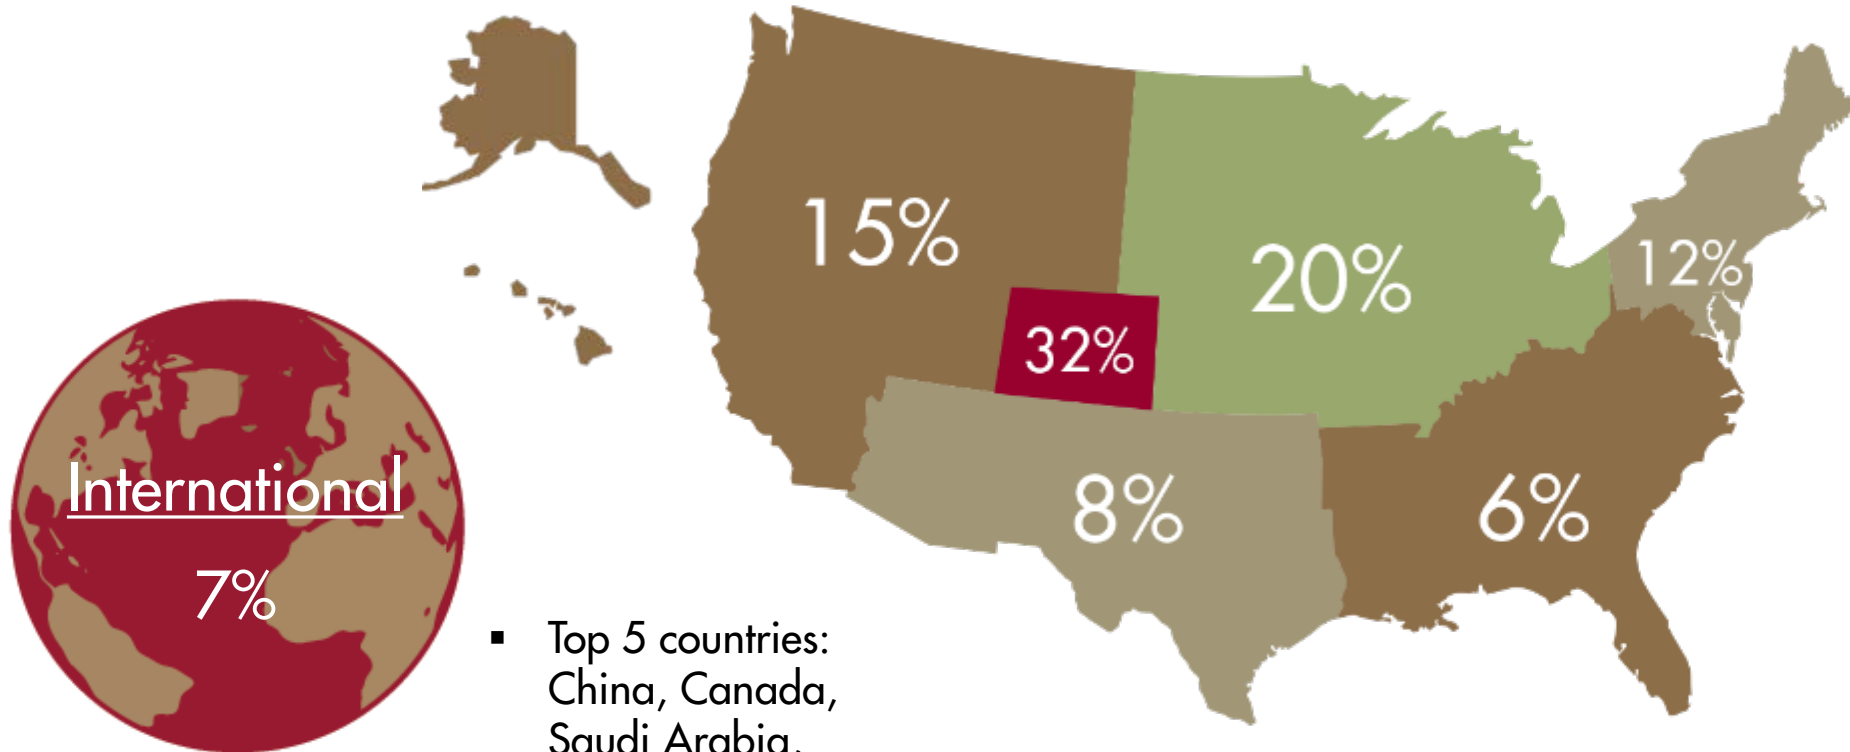 15%
20%
12%
32%
International
8%
6%
7%
▪ Top 5 countries:
China, Canada,
Saudi Arabia,